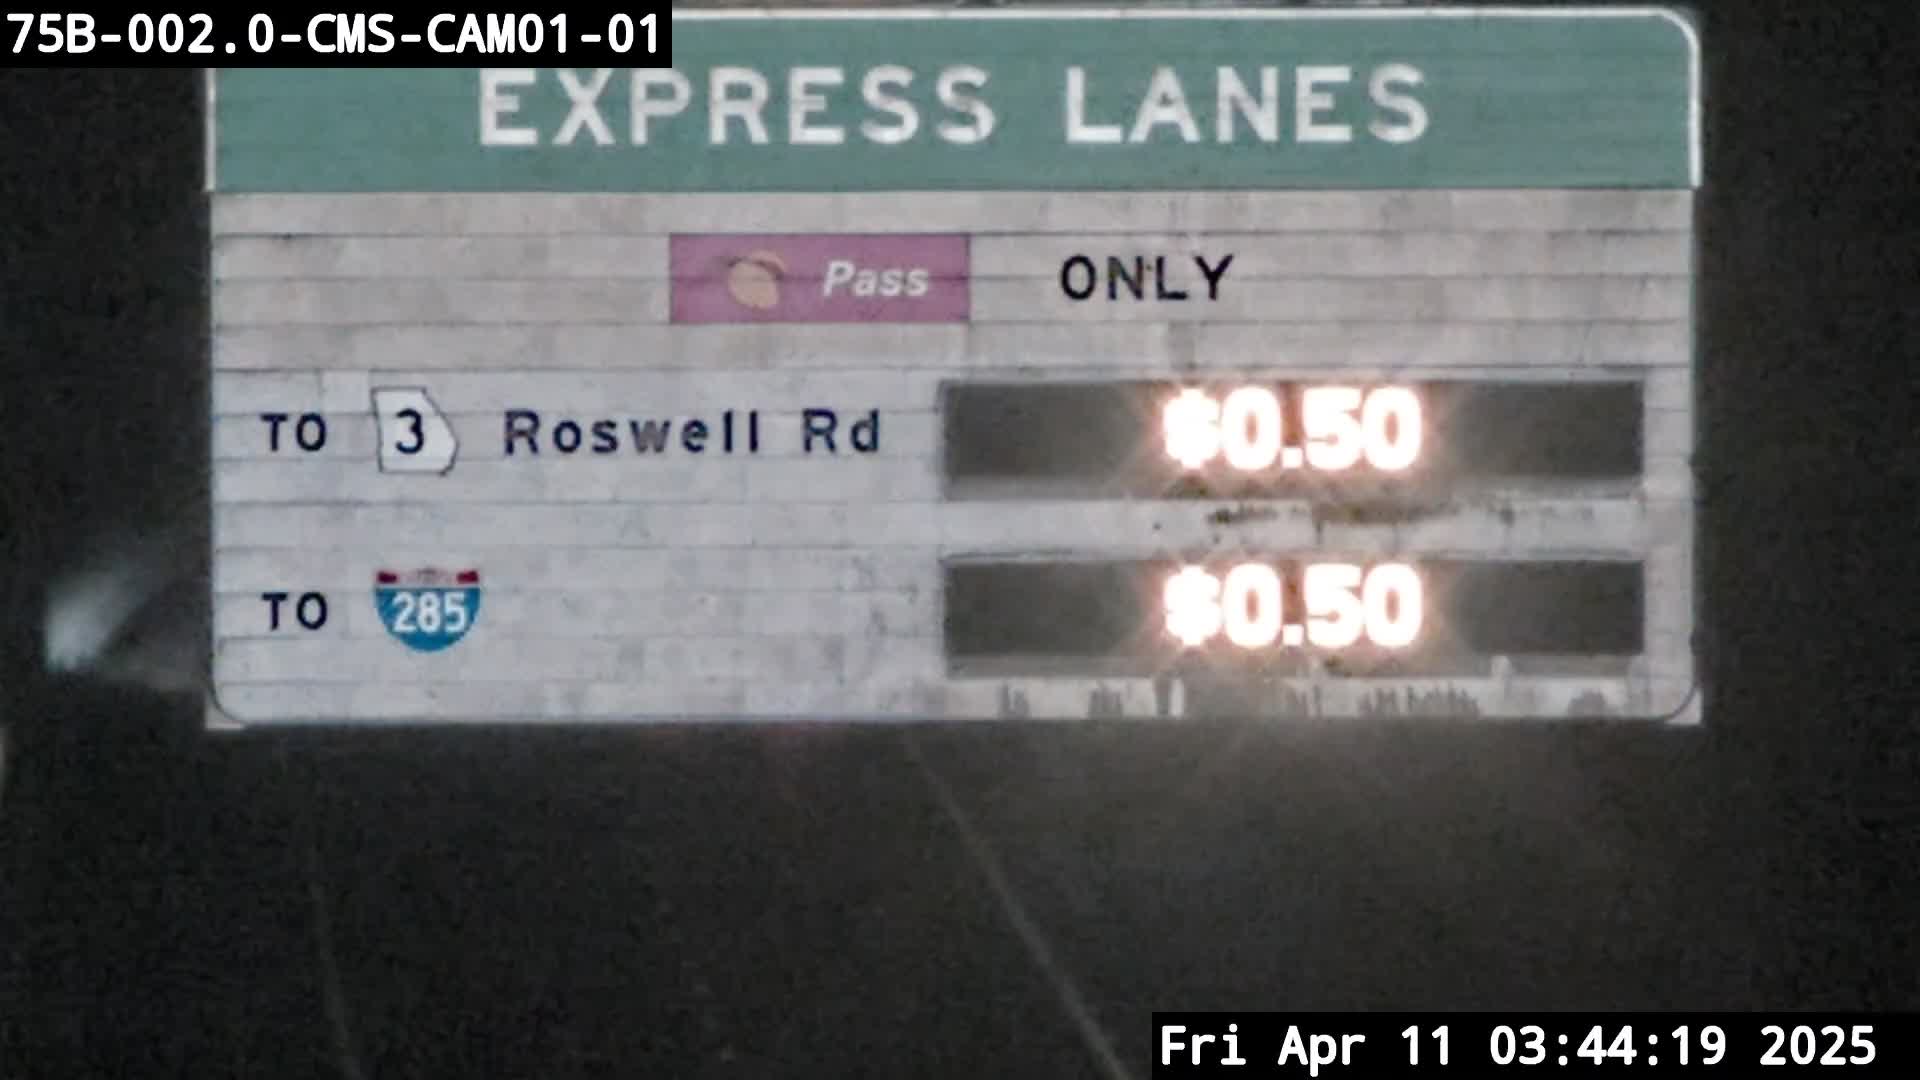 75B-002.0-CMS-CAM01-01
EXPRESS LANES
Pass ONLY
TO 3 Roswell Rd $0.50
TO 285 $0.50
Fri Apr 11 03:44:19 2025